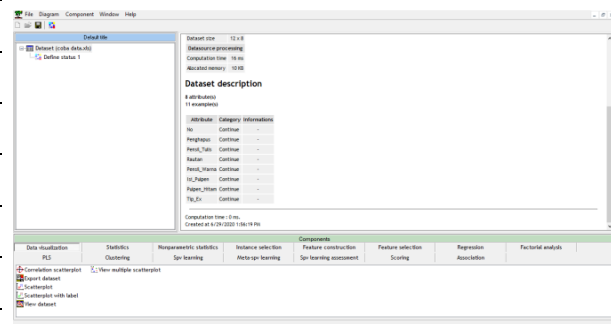 File Diagram Component Window Help
Default title
Dataset (coba data.xls)
Define status 1
Dataset size 12 x 8
Datasource processing
Computation time 16 ms
Allocated memory 10 KB
Dataset description
8 attribute(s)
11 example(s)
Attribute Category Informations
No Continue -
Penghapus Continue -
Pensil_Tulis Continue -
Rautan Continue -
Pensil_Warna Continue -
Isi_Pulpen Continue -
Pulpen_Hitam Continue -
Tip_Ex Continue -
Computation time : 0 ms.
Created at 6/29/2020 1:56:19 PM
Components
Data visualization Statistics Nonparametric statistics Instance selection Feature construction Feature selection Regression Factorial analysis
PLS Clustering Spv learning Meta-spv learning Spv learning assessment Scoring Association
Correlation scatterplot View multiple scatterplot
Export dataset
Scatterplot
Scatterplot with label
View dataset